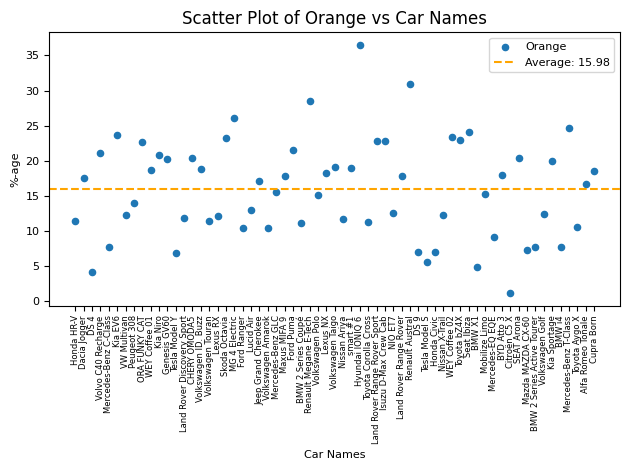 Scatter Plot of Orange vs Car Names
Orange
Average: 15.98
%-age
35
30
25
20
15
10
5
0
Honda HR-V
Dacia Jogger
DS 4
Volvo C40 Recharge
Mercedes-Benz C-Class
Kia EV6
VW Multivan
Peugeot 308
ORA FUNKY CAT
WEY Coffee 01
Kia Niro
Genesis GV60
Tesla Model Y
Land Rover Discovery Sport
CHERY OMODA5
Volkswagen ID. Buzz
Volkswagen Touran
Lexus RX
Skoda Octavia
MG 4 Electric
Ford Ranger
Lucid Air
Jeep Grand Cherokee
Volkswagen Amarok
Mercedes-Benz GLC
Maxus MIFA 9
Ford Puma
BMW 2 Series Coupé
Renault Megane E-Tech
Volkswagen Polo
Lexus NX
Volkswagen Taigo
Nissan Ariya
smart #1
Hyundai IONIQ 6
Toyota Corolla Cross
Land Rover Range Rover Sport
Isuzu D-Max Crew Cab
NIO ET7
Land Rover Range Rover
Renault Austral
DS 9
Tesla Model S
Honda Civic
Nissan X-Trail
WEY Coffee 02
Toyota bZ4X
Seat Ibiza
BMW X1
Mobilize Limo
Mercedes-EQ EQE
BYD Atto 3
Citroën C5 X
SEAT Arona
Mazda MAZDA CX-60
BMW 2 Series Active Tourer
Volkswagen Golf
Kia Sportage
BMW i4
Mercedes-Benz T-Class
Toyota Aygo X
Alfa Romeo Tonale
Cupra Born
Car Names